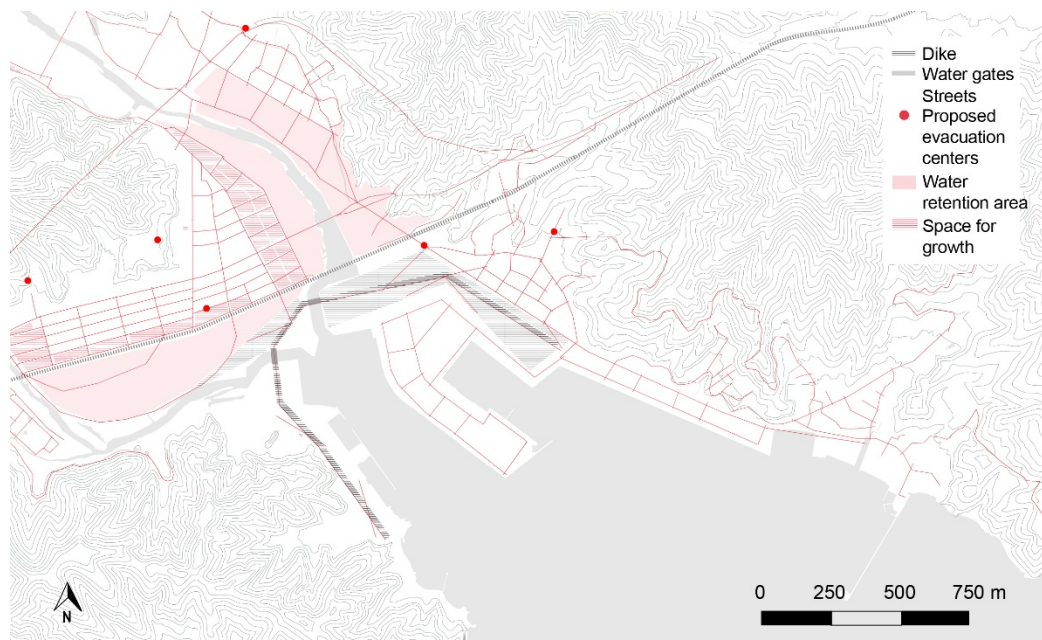 Dike
Water gates
Streets
Proposed
evacuation
centers
Water
retention area
Space for
growth
N
0 250 500 750 m